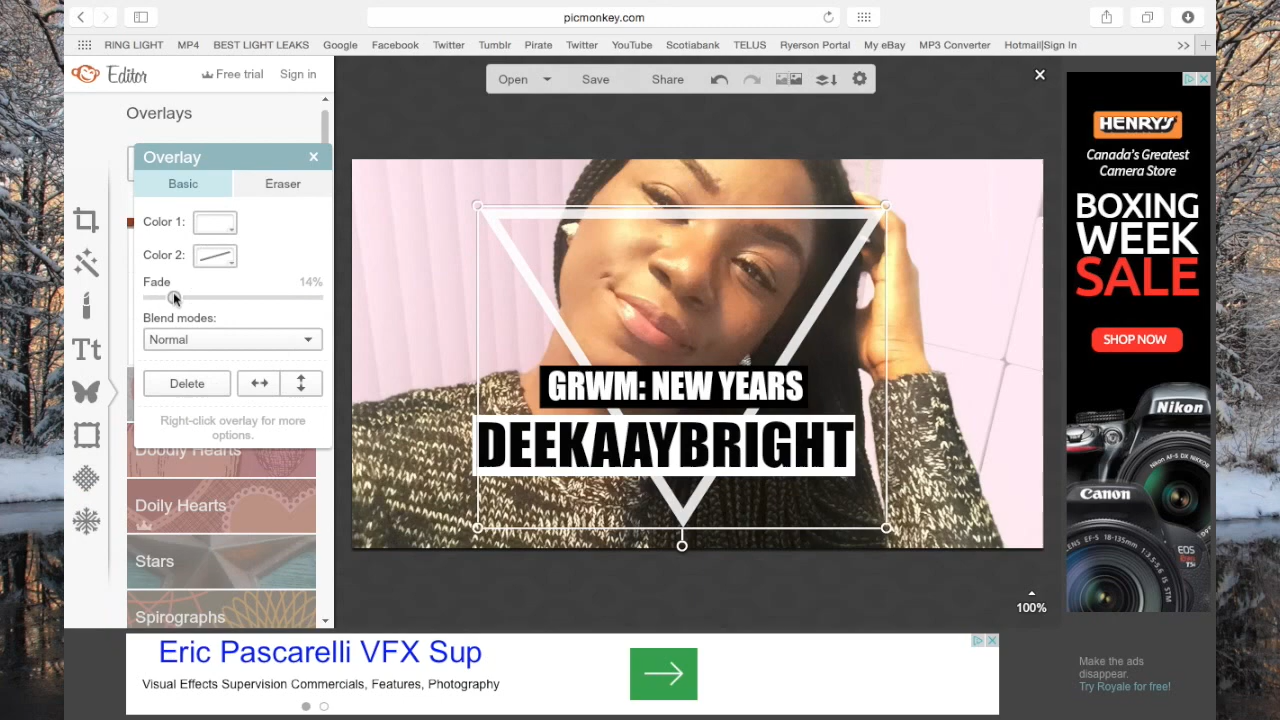 picmonkey.com
RING LIGHT MP4 BEST LIGHT LEAKS Google Facebook Twitter Tumblr Pirate Twitter YouTube Scotiabank TELUS Ryerson Portal My eBay MP3 Converter Hotmail|Sign In
Editor Free trial Sign in
Open Save Share
Overlays
Overlay
Basic Eraser
Color 1:
Color 2:
Fade 14%
Blend modes:
Normal
Delete
Right-click overlay for more
options.
Doodly Hearts
Doily Hearts
Stars
Spirographs
GRWM: NEW YEARS
DEEKAAYBRIGHT
100%
HENRY'S
Canada's Greatest
Camera Store
BOXING
WEEK
SALE
SHOP NOW
Nikon
Canon
Eric Pascarelli VFX Sup
Visual Effects Supervision Commercials, Features, Photography
Make the ads
disappear.
Try Royale for free!